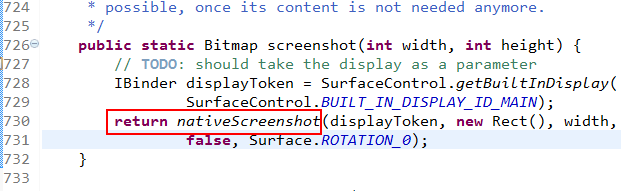 724 * possible, once its content is not needed anymore.
725 */
726 public static Bitmap screenshot(int width, int height) {
727 // TODO: should take the display as a parameter
728 IBinder displayToken = SurfaceControl.getBuiltInDisplay(
729 SurfaceControl.BUILT_IN_DISPLAY_ID_MAIN);
730 return nativeScreenshot(displayToken, new Rect(), width,
731 false, Surface.ROTATION_0);
732 }
733